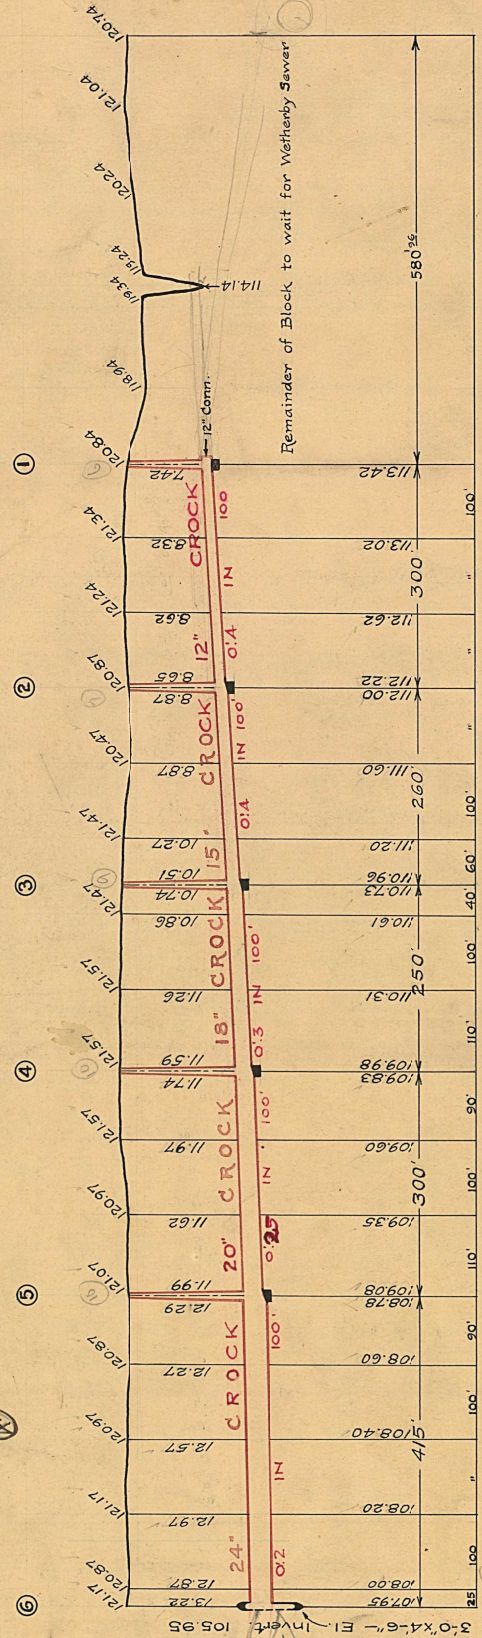 ① ② ③ ④ ⑤ ⑥
120.74 121.04 120.24 119.24 119.34 118.94 120.84 121.34 121.24 120.87 120.47 121.47 121.47 121.57 121.57 121.57 120.97 121.07 120.87 120.97 121.17 120.87 121.17
114.14
12" Conn.
Remainder of Block to wait for Wetherby Sewer
7.42 8.32 8.62 8.65 8.87 8.87 10.27 10.51 10.74 10.86 11.26 11.59 11.74 11.97 11.62 11.99 12.29 12.27 12.57 12.97 12.87 13.22
24" CROCK
20" CROCK
18" CROCK
15" CROCK
12" CROCK
0.2 IN 100'
0.25 IN 100'
0.3 IN 100'
0.4 IN 100'
0.4 IN 100
113.42 113.02 112.62 112.22 112.00 111.60 111.20 110.96 110.73 110.61 110.31 109.98 109.83 109.60 109.35 109.08 108.78 108.60 108.40 108.20 108.00 107.95
415' 300' 250' 260' 300 580'96
25 100 " 100' 90' 110' 100' 90' 110' 100' 40' 60' 100' " " " 100'
3'-0"x4'-6" – El. Invert. 105.95